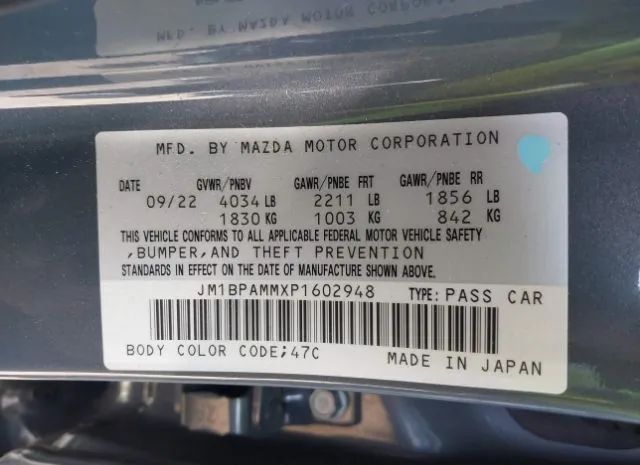 MFD. BY MAZDA MOTOR CORPORATION
DATE GVWR/PNBV GAWR/PNBE FRT GAWR/PNBE RR
09/22 4034 LB 2211 LB 1856 LB
1830 KG 1003 KG 842 KG
THIS VEHICLE CONFORMS TO ALL APPLICABLE FEDERAL MOTOR VEHICLE SAFETY
,BUMPER,AND THEFT PREVENTION
STANDARDS IN EFFECT ON THE DATE OF MANUFACTURE SHOWN ABOVE.
JM1BPAMMXP1602948 TYPE: PASS CAR
BODY COLOR CODE;47C MADE IN JAPAN